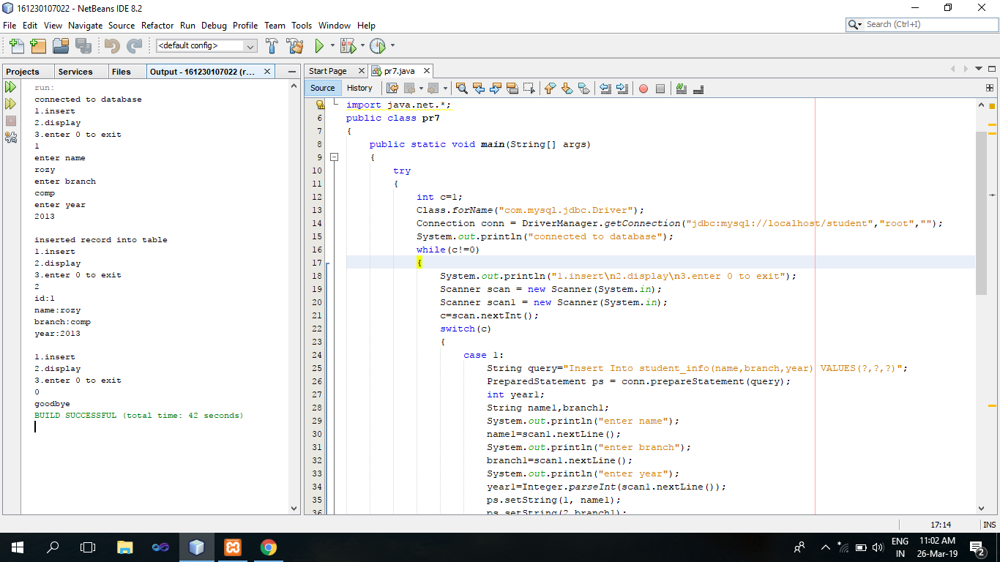 161230107022 - NetBeans IDE 8.2
File Edit View Navigate Source Refactor Run Debug Profile Team Tools Window Help
Search (Ctrl+I)
<default config>
Projects Services Files Output - 161230107022 (r...
run:
connected to database
1.insert
2.display
3.enter 0 to exit
1
enter name
rozy
enter branch
comp
enter year
2013
inserted record into table
1.insert
2.display
3.enter 0 to exit
2
id:1
name:rozy
branch:comp
year:2013
1.insert
2.display
3.enter 0 to exit
0
goodbye
BUILD SUCCESSFUL (total time: 42 seconds)
Start Page pr7.java
Source History
import java.net.*;
6 public class pr7
7 {
8 public static void main(String[] args)
9 {
10 try
11 {
12 int c=1;
13 Class.forName("com.mysql.jdbc.Driver");
14 Connection conn = DriverManager.getConnection("jdbc:mysql://localhost/student","root","");
15 System.out.println("connected to database");
16 while(c!=0)
17 {
18 System.out.println("1.insert\n2.display\n3.enter 0 to exit");
19 Scanner scan = new Scanner(System.in);
20 Scanner scan1 = new Scanner(System.in);
21 c=scan.nextInt();
22 switch(c)
23 {
24 case 1:
25 String query="Insert Into student_info(name,branch,year) VALUES(?,?,?)";
26 PreparedStatement ps = conn.prepareStatement(query);
27 int year1;
28 String name1,branch1;
29 System.out.println("enter name");
30 name1=scan1.nextLine();
31 System.out.println("enter branch");
32 branch1=scan1.nextLine();
33 System.out.println("enter year");
34 year1=Integer.parseInt(scan1.nextLine());
35 ps.setString(1, name1);
36 ps.setString(2,branch1);
17:14 INS
ENG
IN
11:02 AM
26-Mar-19
2